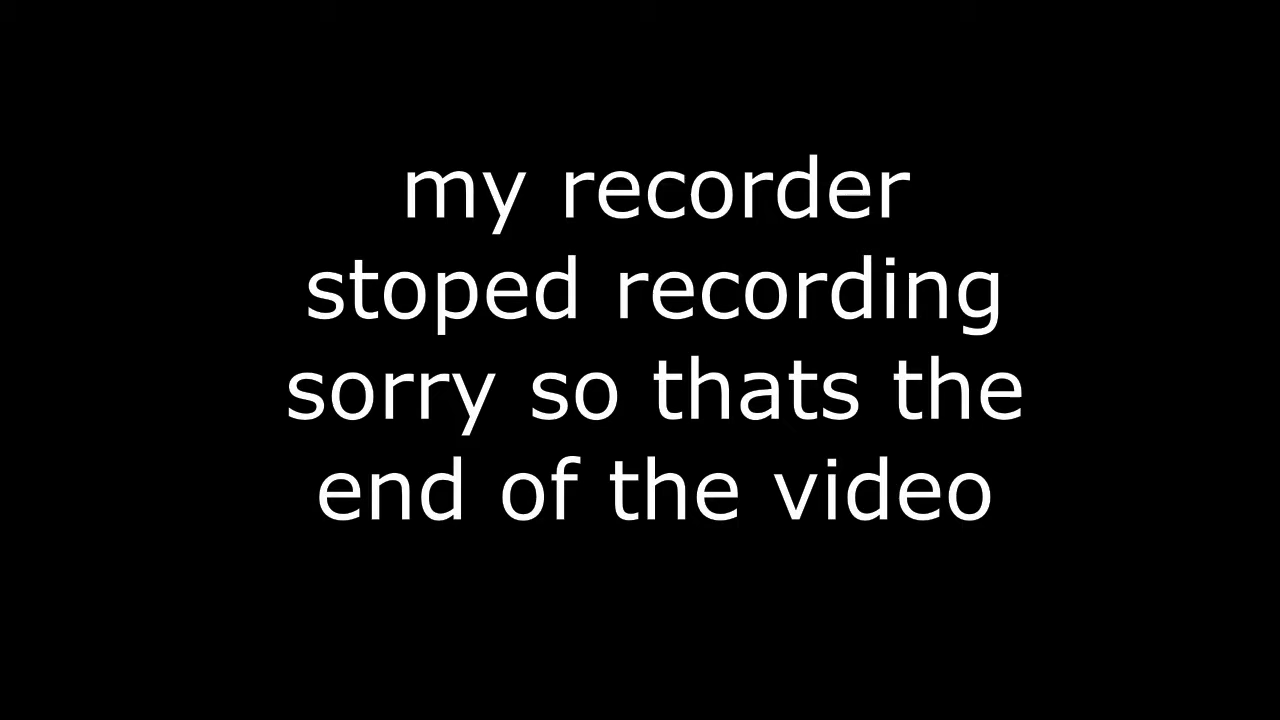 my recorder
stoped recording
sorry so thats the
end of the video